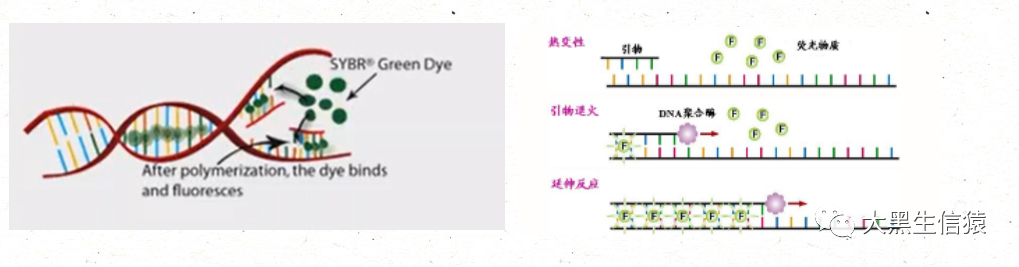 SYBR® Green Dye
After polymerization, the dye binds
and fluoresces
热变性
引物
荧光物质
F
F
F
F
F
引物退火
DNA聚合酶
F
F
F
F
F
延伸反应
F
F
F
F
F
大黑生信猿